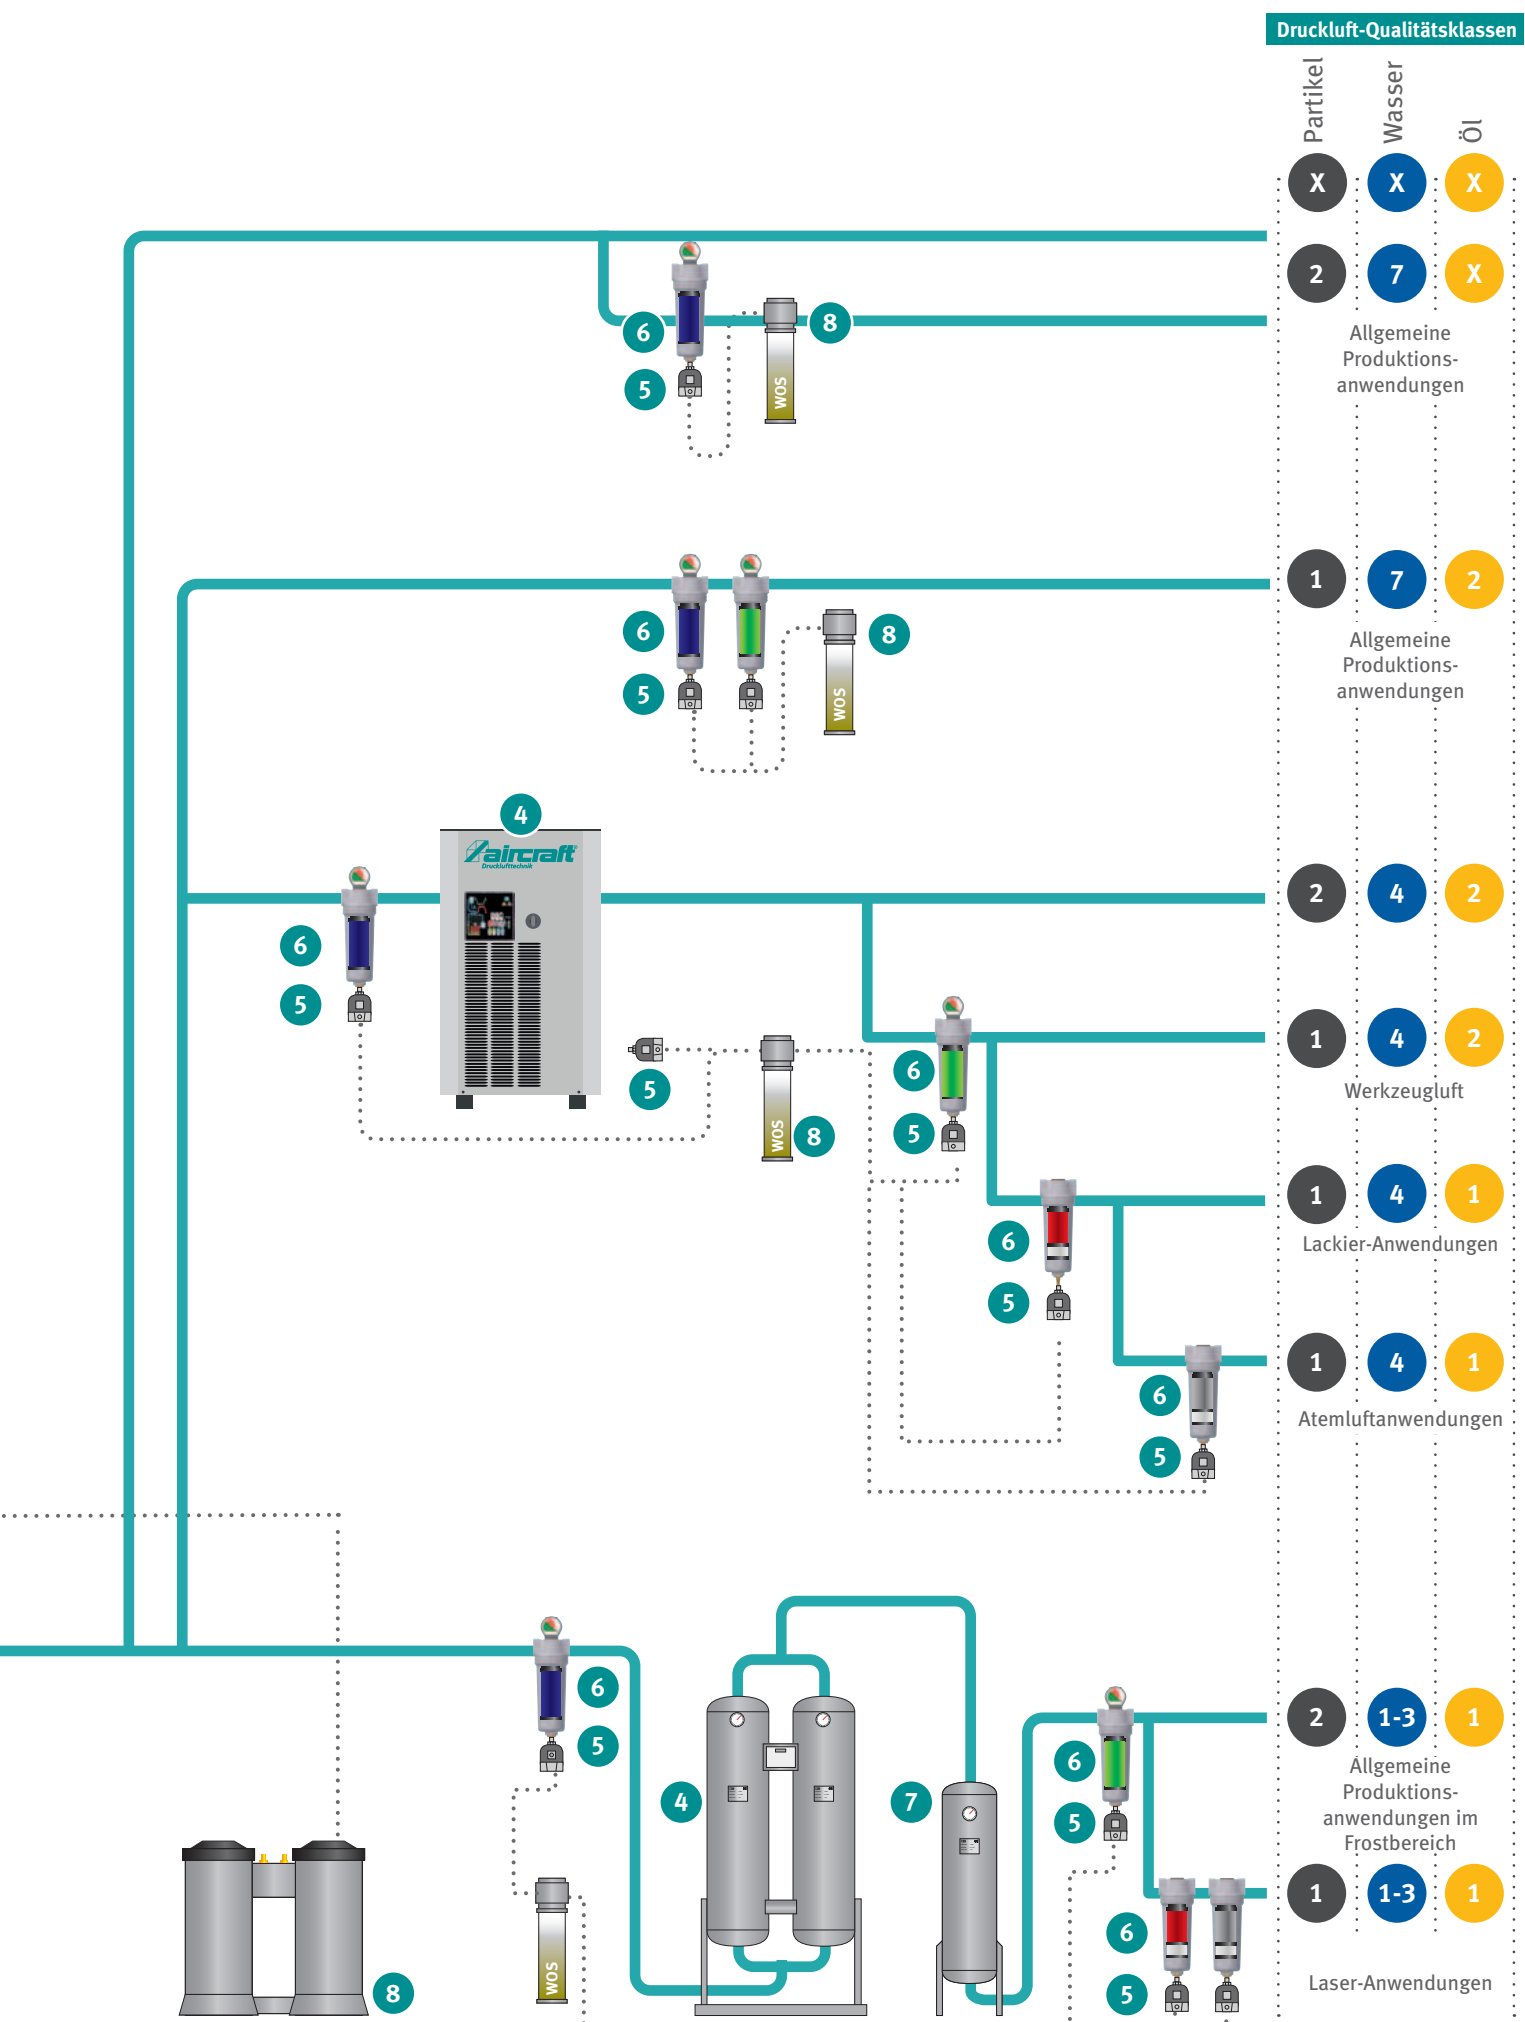 Druckluft-Qualitätsklassen
Partikel
Wasser
Öl
X X X
2 7 X
6
8
5
WOS
Allgemeine
Produktions-
anwendungen
1 7 2
6
8
5
WOS
Allgemeine
Produktions-
anwendungen
4
aircraft
Drucklufttechnik
2 4 2
6
5
1 4 2
6
5
8
5
WOS
Werkzeugluft
1 4 1
6
5
Lackier-Anwendungen
1 4 1
6
5
Atemluftanwendungen
6
5
2 1-3 1
6
4
7
5
Allgemeine
Produktions-
anwendungen im
Frostbereich
1 1-3 1
6
5
8
WOS
Laser-Anwendungen